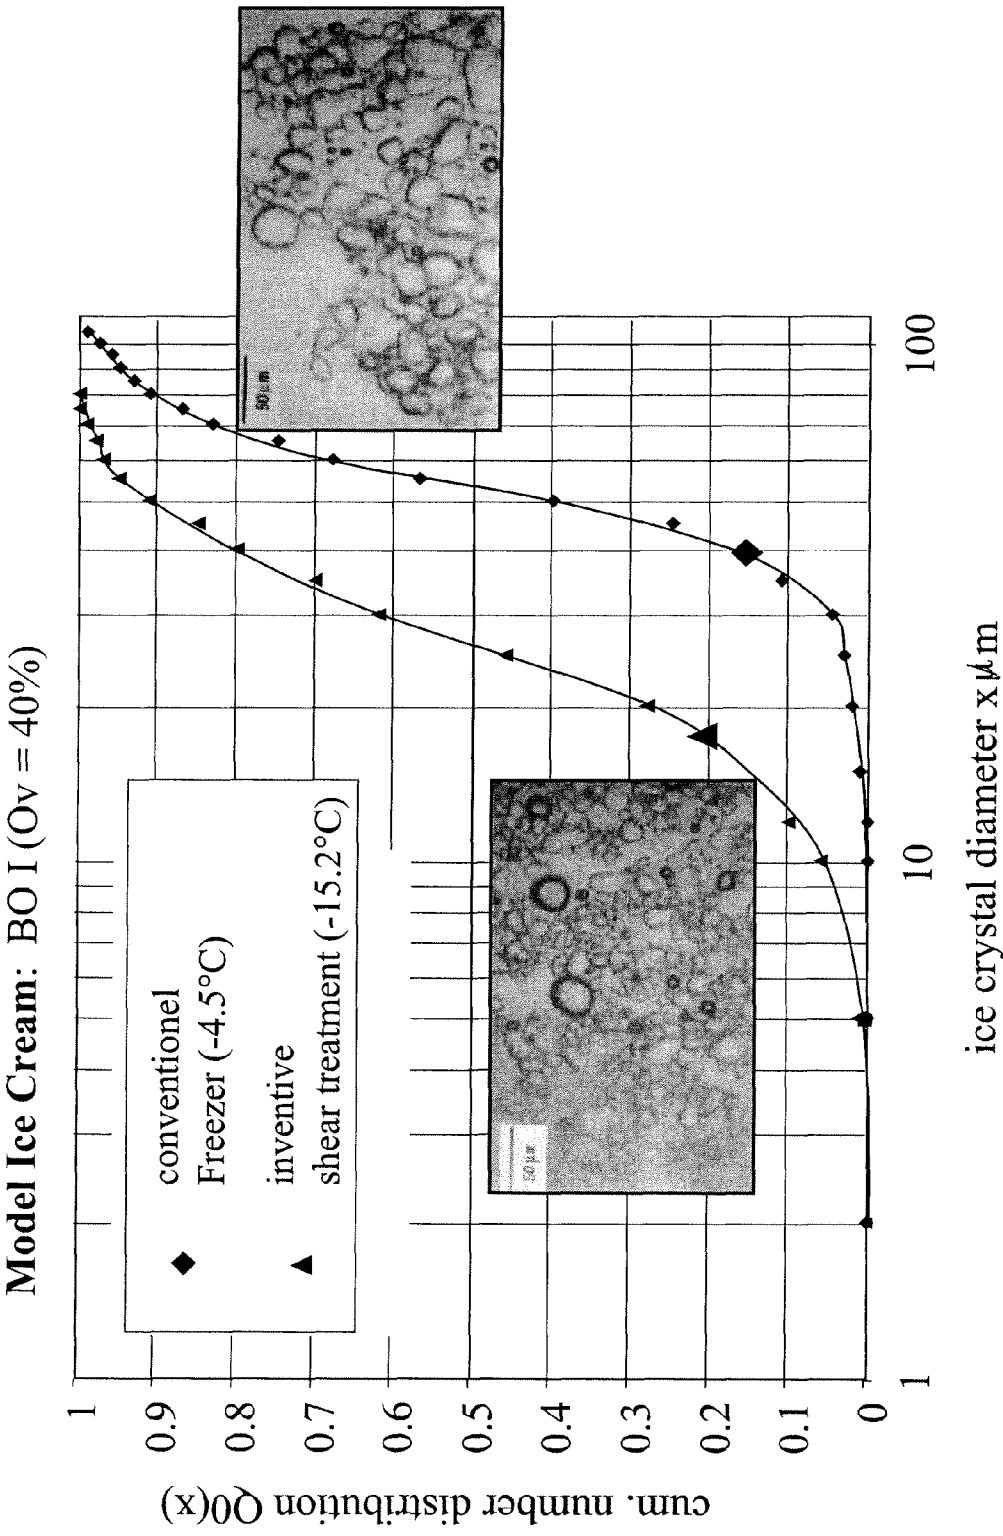 Model Ice Cream: BO I (Ov = 40%)
cum. number distribution Q0(x)
1
0.9
0.8
0.7
0.6
0.5
0.4
0.3
0.2
0.1
0
conventionel
Freezer (-4.5°C)
inventive
shear treatment (-15.2°C)
50 µm
50 µm
1
10
100
ice crystal diameter x µm